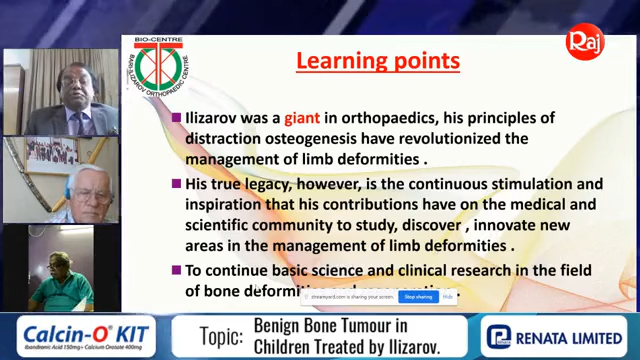 Raj
BIO-CENTRE
BARI-ILIZAROV ORTHOPAEDIC CENTRE
Learning points
Ilizarov was a giant in orthopaedics, his principles of
distraction osteogenesis have revolutionized the
management of limb deformities .
His true legacy, however, is the continuous stimulation and
inspiration that his contributions have on the medical and
scientific community to study, discover , innovate new
areas in the management of limb deformities .
To continue basic science and clinical research in the field
of bone deformities and
streamyard.com is sharing your screen.
Stop sharing
Hide
Calcin-O® KIT
Ibandronic Acid 150mg+Calcium Orotate 400mg
Topic:
Benign Bone Tumour in
Children Treated by Ilizarov.
RENATA LIMITED